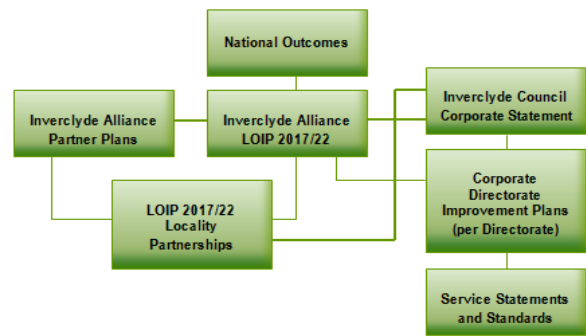 National Outcomes
Inverclyde Alliance
Partner Plans
Inverclyde Alliance
LOIP 2017/22
Inverclyde Council
Corporate Statement
LOIP 2017/22
Locality
Partnerships
Corporate
Directorate
Improvement Plans
(per Directorate)
Service Statements
and Standards